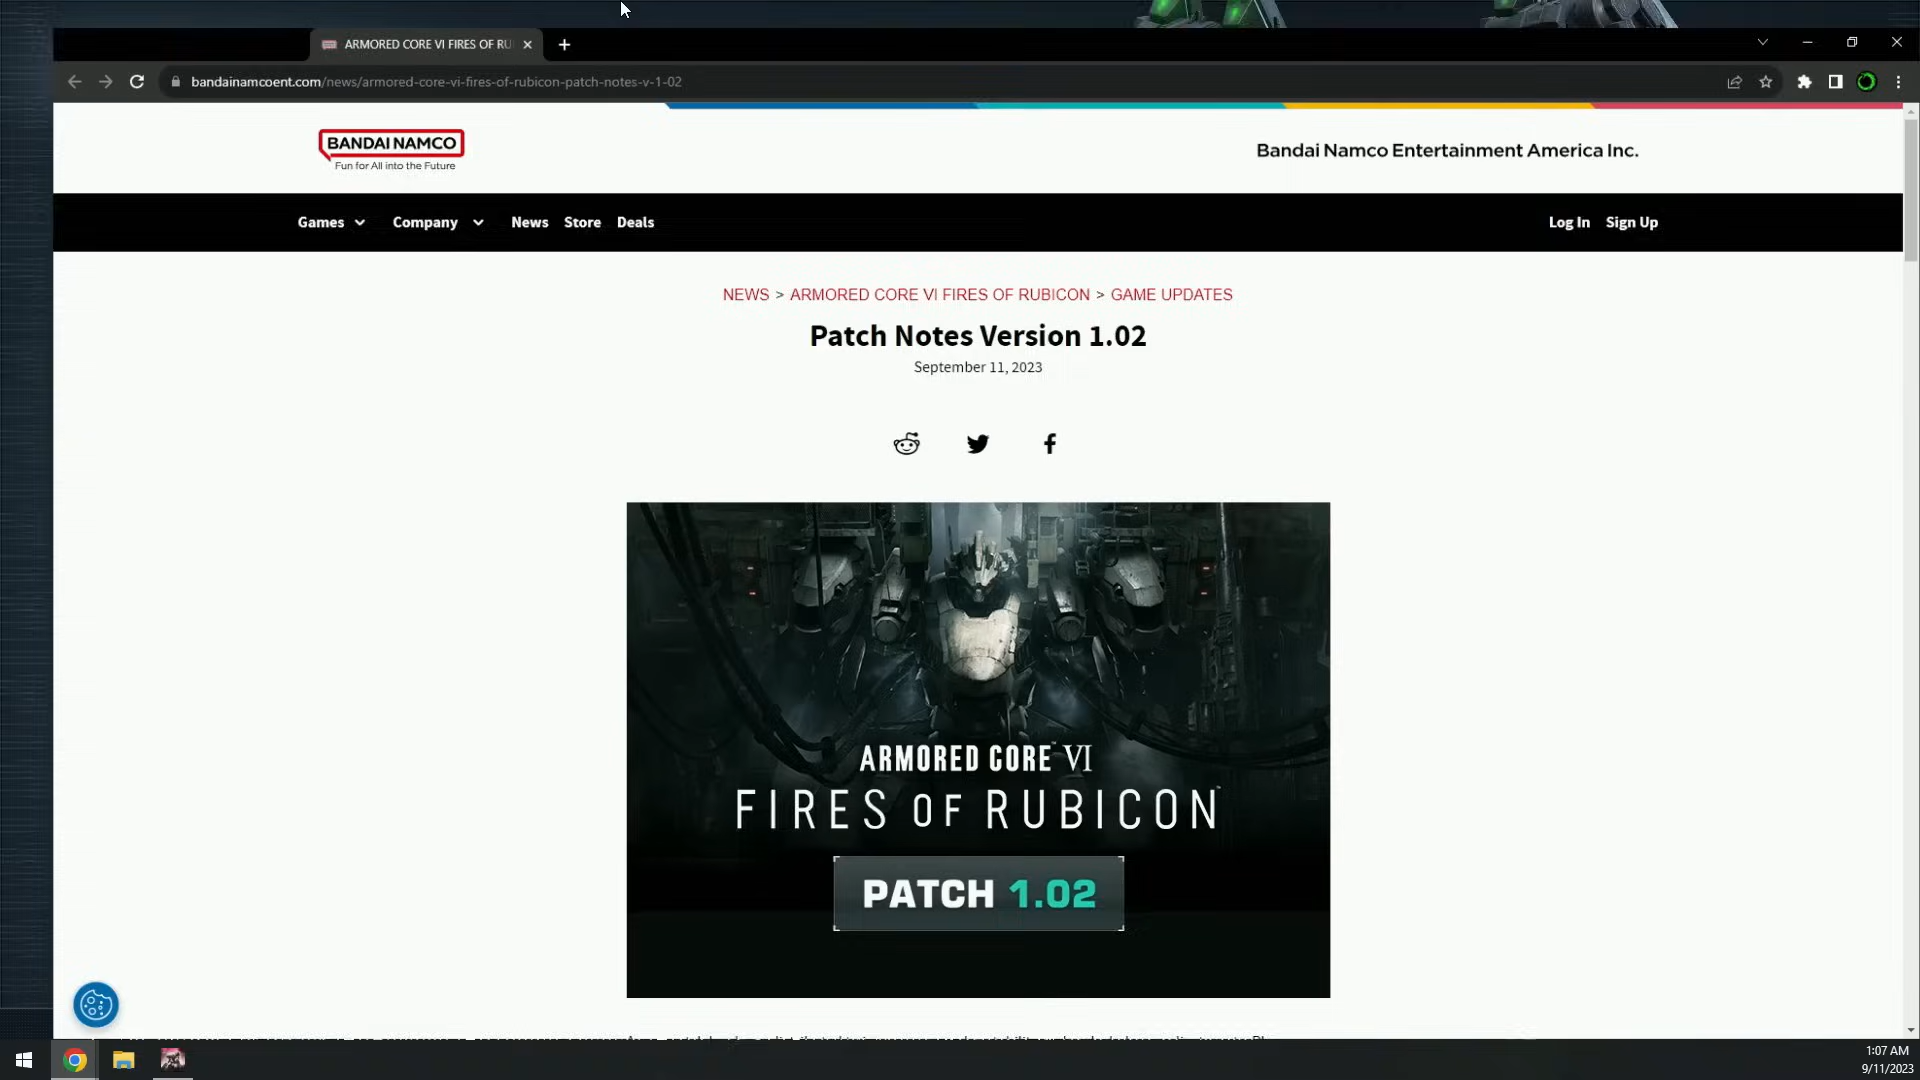 ARMORED CORE VI FIRES OF RU
bandainamcoent.com/news/armored-core-vi-fires-of-rubicon-patch-notes-v-1-02
BANDAI NAMCO
Fun for All into the Future
Bandai Namco Entertainment America Inc.
Games Company News Store Deals Log In Sign Up
NEWS > ARMORED CORE VI FIRES OF RUBICON > GAME UPDATES
Patch Notes Version 1.02
September 11, 2023
ARMORED CORE™ VI
FIRES OF RUBICON™
PATCH 1.02
1:07 AM
9/11/2023